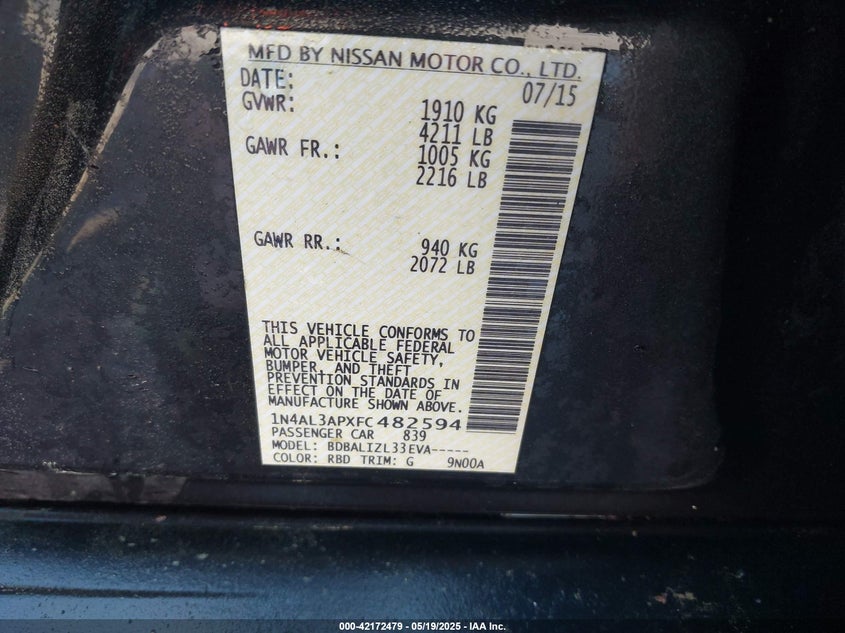 MFD BY NISSAN MOTOR CO., LTD.
DATE: 07/15
GVWR: 1910 KG
4211 LB
GAWR FR.: 1005 KG
2216 LB
GAWR RR.: 940 KG
2072 LB
THIS VEHICLE CONFORMS TO
ALL APPLICABLE FEDERAL
MOTOR VEHICLE SAFETY,
BUMPER, AND THEFT
PREVENTION STANDARDS IN
EFFECT ON THE DATE OF
MANUFACTURE SHOWN ABOVE.
1N4AL3APXFC482594
PASSENGER CAR 839
MODEL: BDBALIZL33EVA-----
COLOR: RBD TRIM: G 9N00A
000-42172479 - 05/19/2025 - IAA Inc.